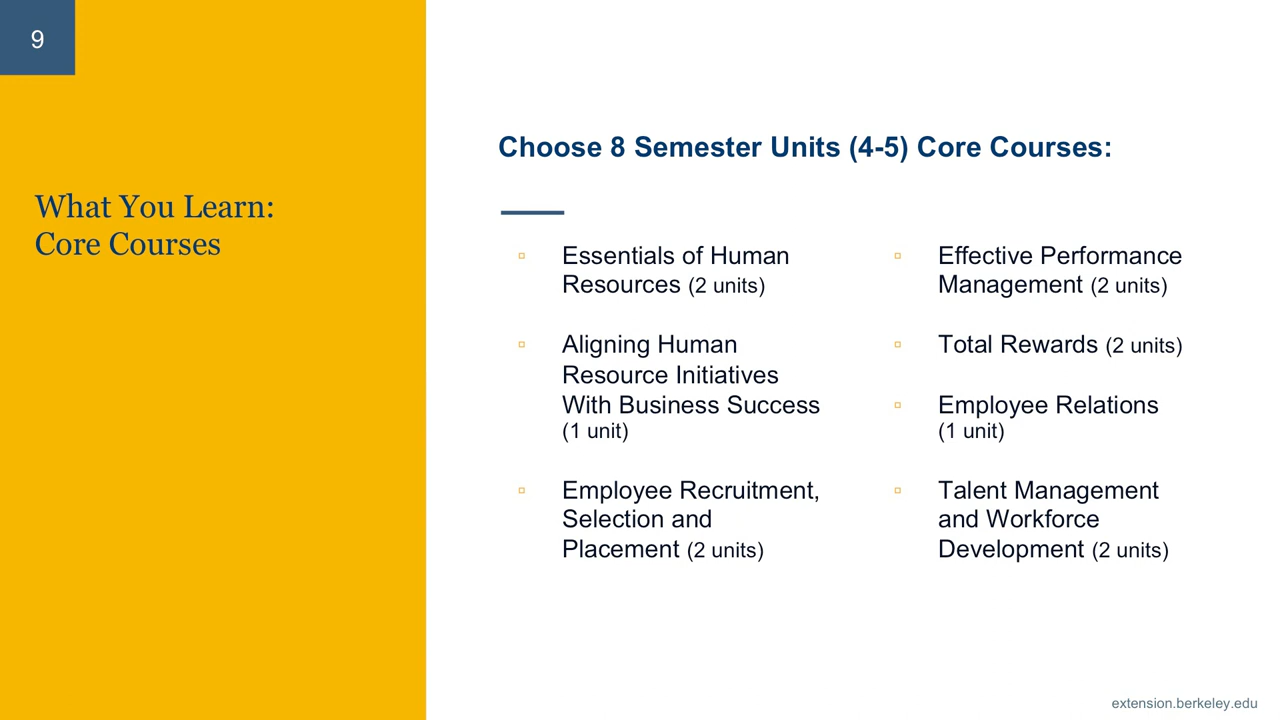 9
What You Learn:
Core Courses
Choose 8 Semester Units (4-5) Core Courses:
▫ Essentials of Human
Resources (2 units)
▫ Aligning Human
Resource Initiatives
With Business Success
(1 unit)
▫ Employee Recruitment,
Selection and
Placement (2 units)
▫ Effective Performance
Management (2 units)
▫ Total Rewards (2 units)
▫ Employee Relations
(1 unit)
▫ Talent Management
and Workforce
Development (2 units)
extension.berkeley.edu